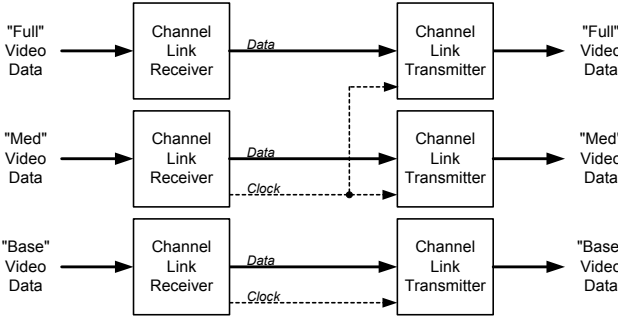 "Full"
Video
Data
Channel
Link
Receiver
Data
Channel
Link
Transmitter
"Full"
Video
Data
"Med"
Video
Data
Channel
Link
Receiver
Data
Clock
Channel
Link
Transmitter
"Med"
Video
Data
"Base"
Video
Data
Channel
Link
Receiver
Data
Clock
Channel
Link
Transmitter
"Base
Video
Data